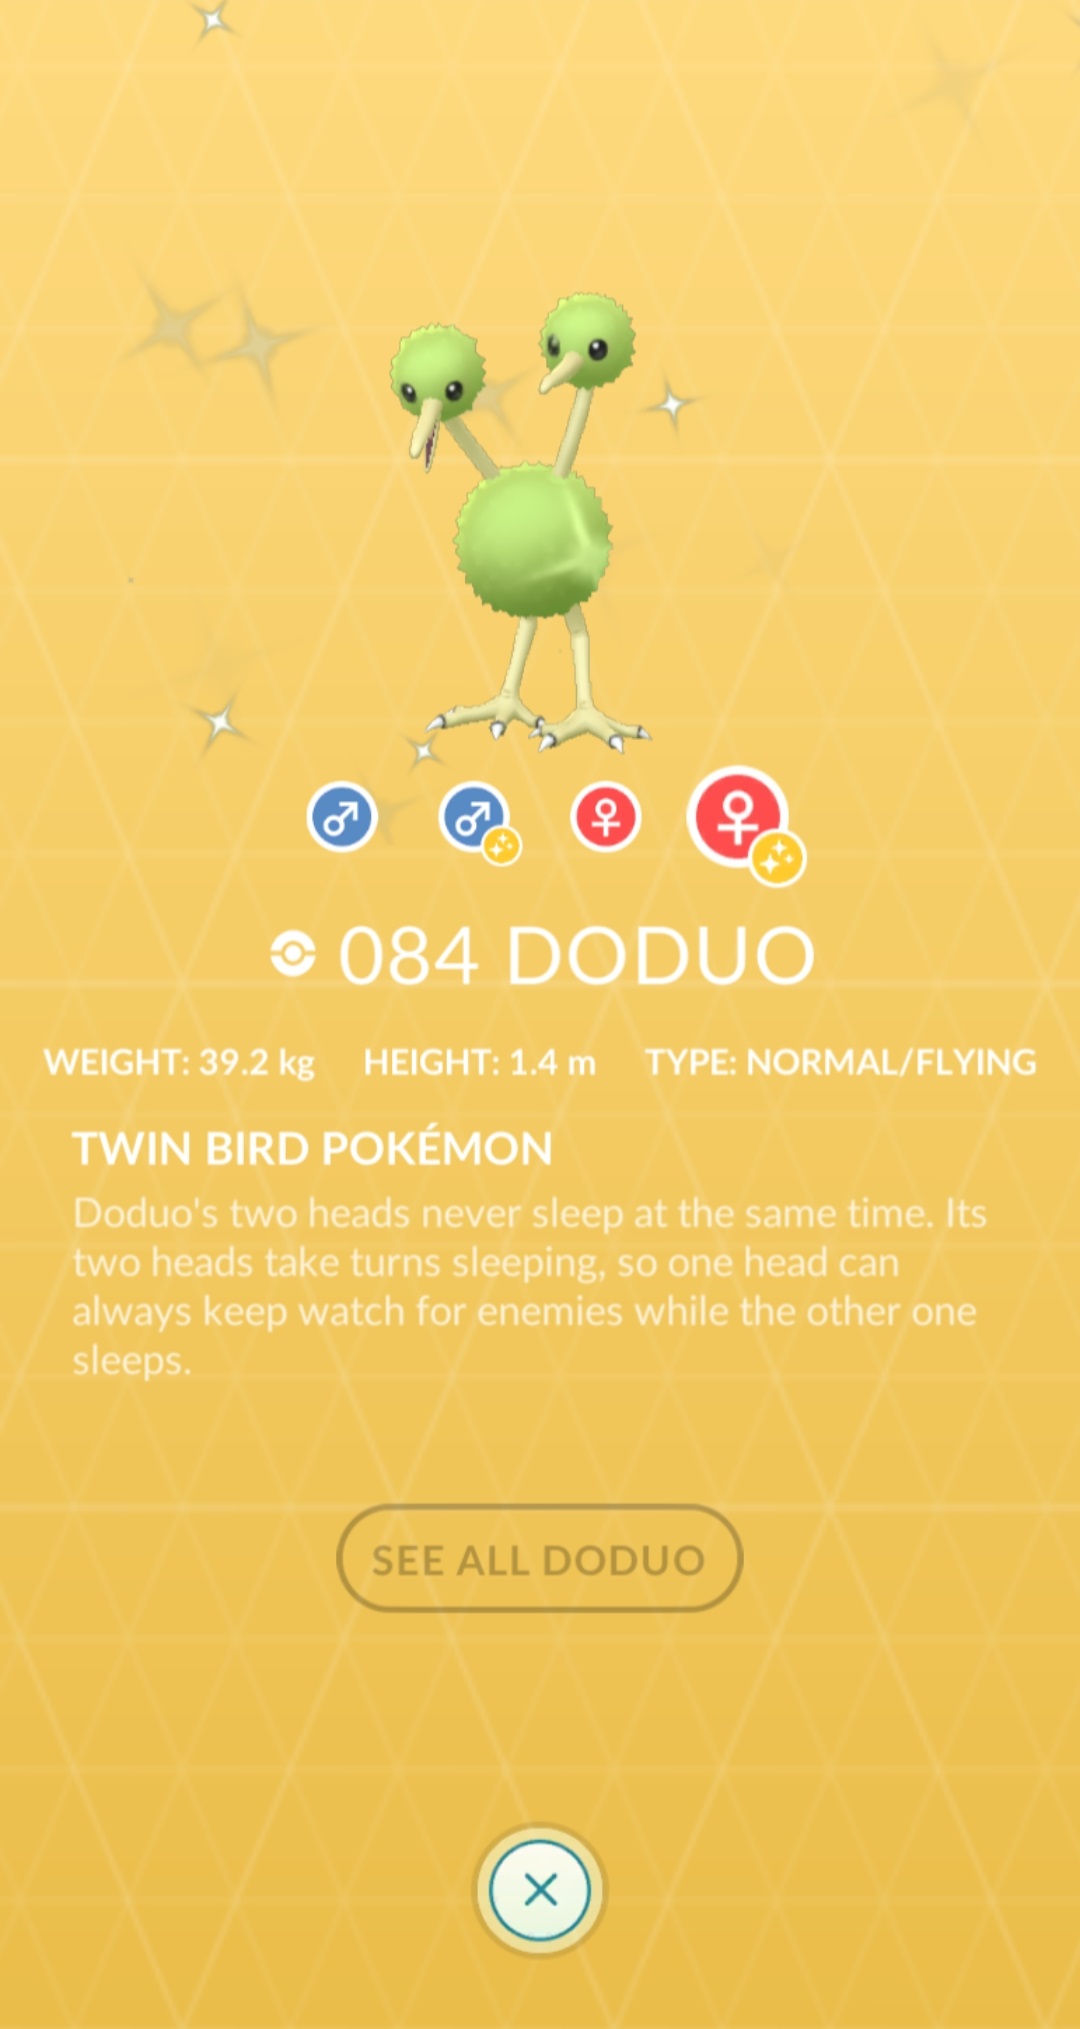 084 DODUO
WEIGHT: 39.2 kg HEIGHT: 1.4 m TYPE: NORMAL/FLYING
TWIN BIRD POKÉMON
Doduo's two heads never sleep at the same time. Its
two heads take turns sleeping, so one head can
always keep watch for enemies while the other one
sleeps.
SEE ALL DODUO